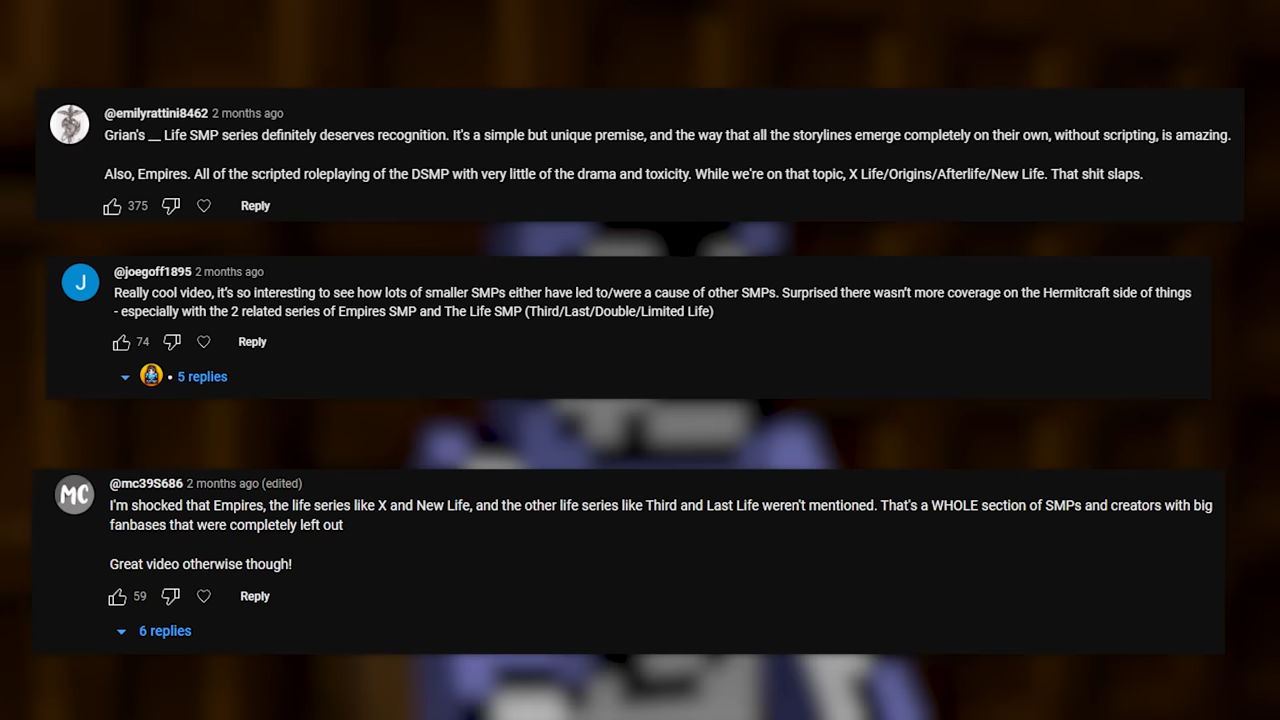 @emilyrattini8462 2 months ago
Grian's __ Life SMP series definitely deserves recognition. It's a simple but unique premise, and the way that all the storylines emerge completely on their own, without scripting, is amazing.
Also, Empires. All of the scripted roleplaying of the DSMP with very little of the drama and toxicity. While we're on that topic, X Life/Origins/Afterlife/New Life. That shit slaps.
375 Reply
J
@joegoff1895 2 months ago
Really cool video, it's so interesting to see how lots of smaller SMPs either have led to/were a cause of other SMPs. Surprised there wasn't more coverage on the Hermitcraft side of things
- especially with the 2 related series of Empires SMP and The Life SMP (Third/Last/Double/Limited Life)
74 Reply
• 5 replies
MC
@mc39S686 2 months ago (edited)
I'm shocked that Empires, the life series like X and New Life, and the other life series like Third and Last Life weren't mentioned. That's a WHOLE section of SMPs and creators with big
fanbases that were completely left out
Great video otherwise though!
59 Reply
6 replies